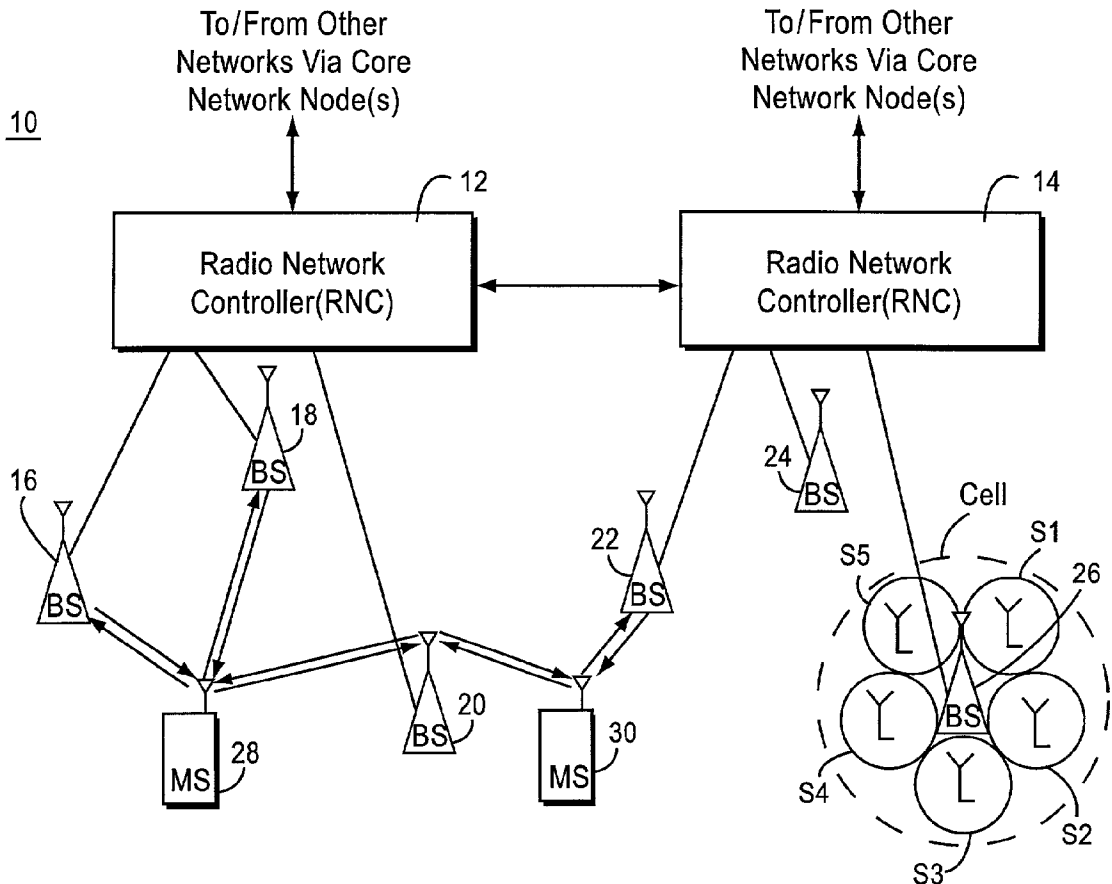 To/From Other
Networks Via Core
Network Node(s)
To/From Other
Networks Via Core
Network Node(s)
10
12
14
Radio Network
Controller(RNC)
Radio Network
Controller(RNC)
18
BS
24
BS
16
BS
22
BS
Cell
S1
S5
26
BS
20
BS
28
MS
30
MS
S4
S2
S3